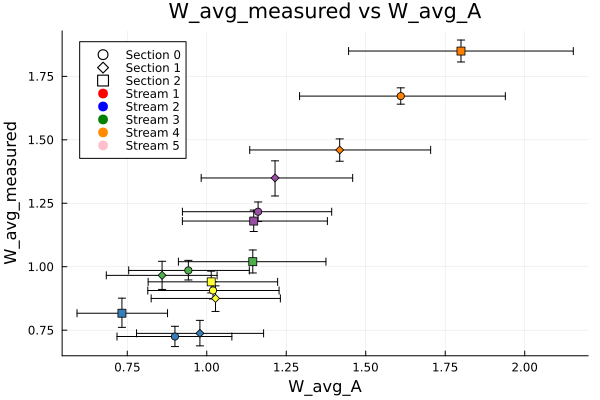 W_avg_measured vs W_avg_A
Section 0
Section 1
Section 2
Stream 1
Stream 2
Stream 3
Stream 4
Stream 5
W_avg_measured
1.75
1.50
1.25
1.00
0.75
0.75 1.00 1.25 1.50 1.75 2.00
W_avg_A